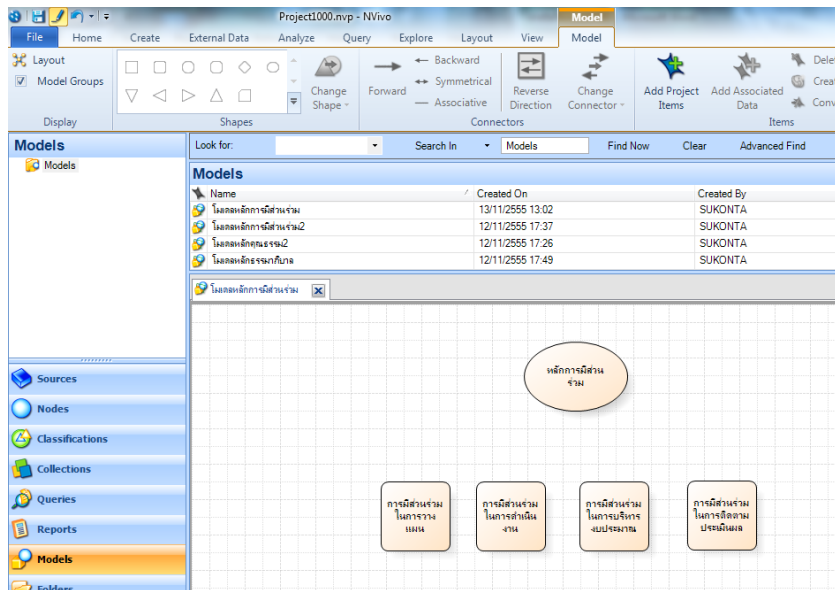 Project1000.nvp - NVivo
Model
File Home Create External Data Analyze Query Explore Layout View Model
Layout
Model Groups
Display
Shapes
Change Shape
Forward
Backward
Symmetrical
Associative
Reverse Direction
Change Connector
Connectors
Add Project Items
Add Associated Data
Dele
Creat
Conv
Items
Models
Models
Look for: Search In Models Find Now Clear Advanced Find
Models
Name Created On Created By
โมเดลหลักการมีส่วนร่วม 13/11/2555 13:02 SUKONTA
โมเดลหลักการมีส่วนร่วม2 12/11/2555 17:37 SUKONTA
โมเดลหลักคุณธรรม2 12/11/2555 17:26 SUKONTA
โมเดลหลักธรรมาภิบาล 12/11/2555 17:49 SUKONTA
โมเดลหลักการมีส่วนร่วม
หลักการมีส่วน
ร่วม
การมีส่วนร่วม
ในการวาง
แผน
การมีส่วนร่วม
ในการดำเนิน
งาน
การมีส่วนร่วม
ในการบริหาร
งบประมาณ
การมีส่วนร่วม
ในการติดตาม
ประเมินผล
Sources
Nodes
Classifications
Collections
Queries
Reports
Models
Folders